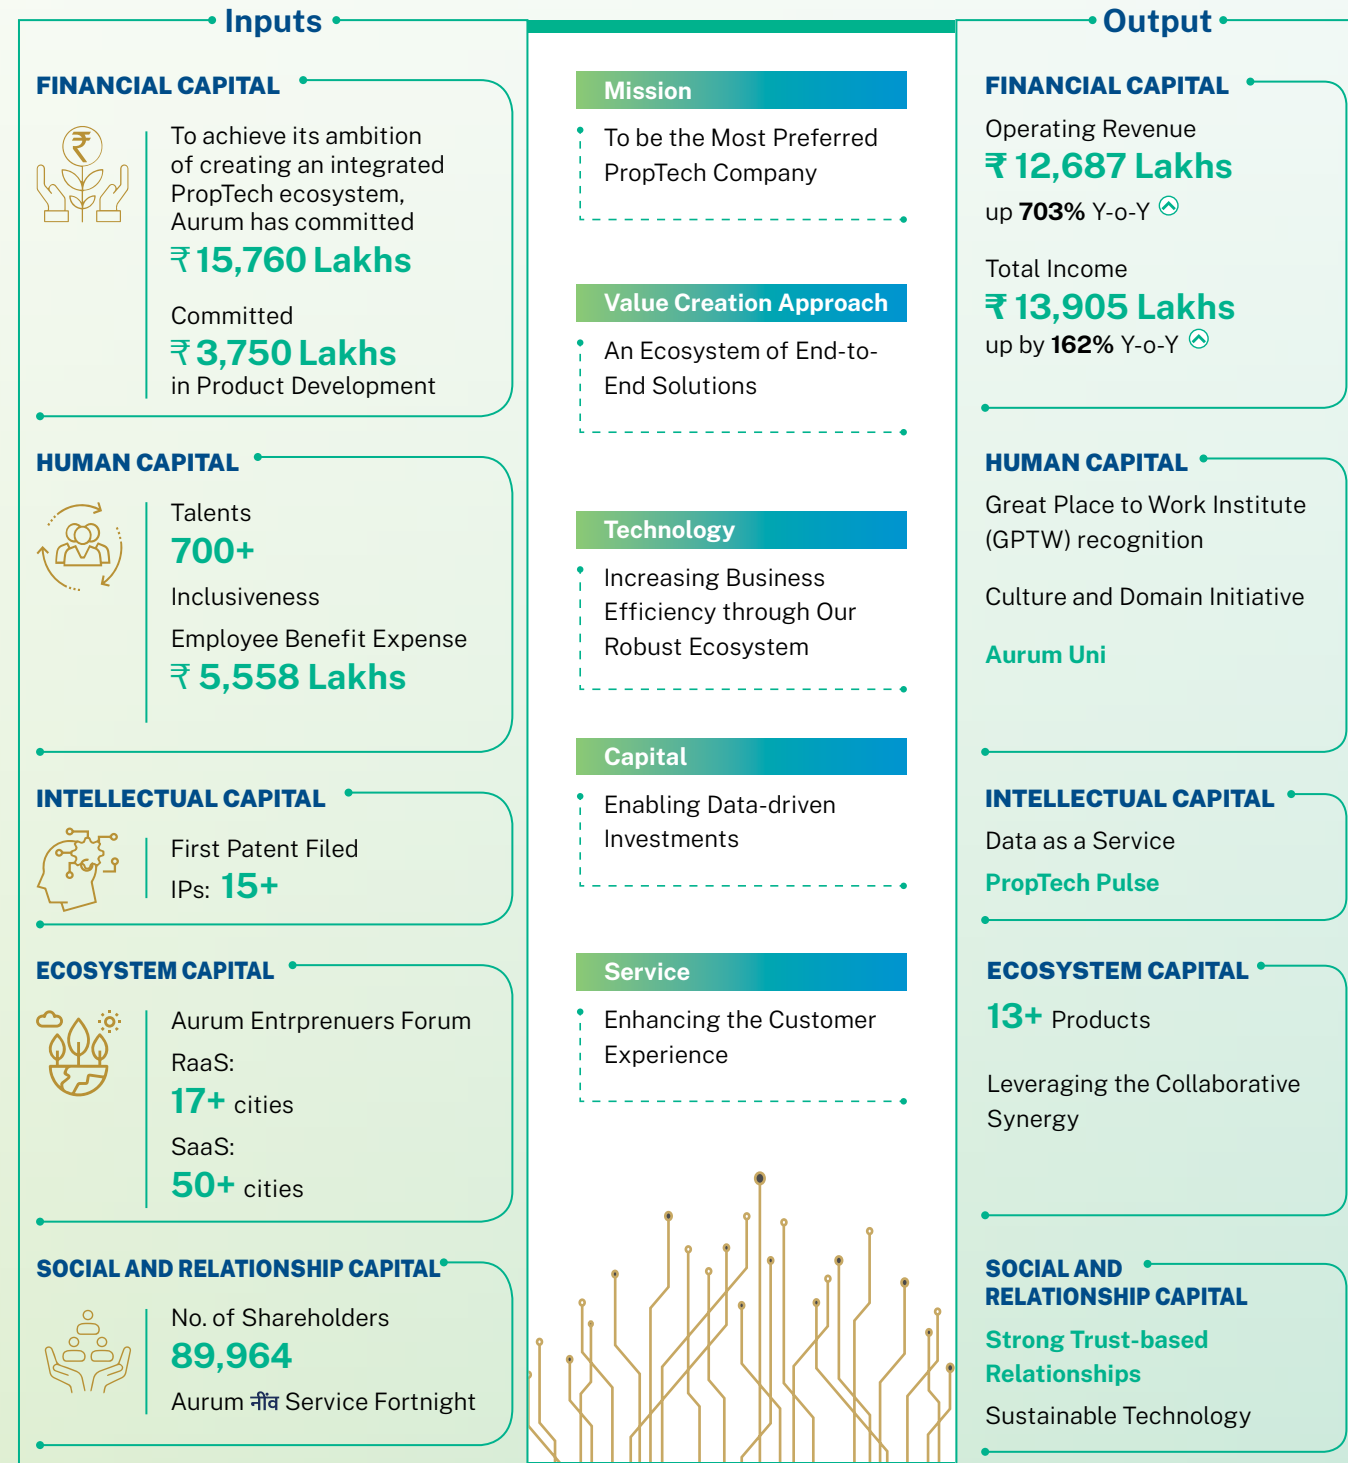 Inputs
FINANCIAL CAPITAL
To achieve its ambition
of creating an integrated
PropTech ecosystem,
Aurum has committed
₹ 15,760 Lakhs
Committed
₹ 3,750 Lakhs
in Product Development
HUMAN CAPITAL
Talents
700+
Inclusiveness
Employee Benefit Expense
₹ 5,558 Lakhs
INTELLECTUAL CAPITAL
First Patent Filed
IPs: 15+
ECOSYSTEM CAPITAL
Aurum Entrprenuers Forum
RaaS:
17+ cities
SaaS:
50+ cities
SOCIAL AND RELATIONSHIP CAPITAL
No. of Shareholders
89,964
Aurum नींव Service Fortnight
Mission
To be the Most Preferred
PropTech Company
Value Creation Approach
An Ecosystem of End-to-
End Solutions
Technology
Increasing Business
Efficiency through Our
Robust Ecosystem
Capital
Enabling Data-driven
Investments
Service
Enhancing the Customer
Experience
Output
FINANCIAL CAPITAL
Operating Revenue
₹ 12,687 Lakhs
up 703% Y-o-Y
Total Income
₹ 13,905 Lakhs
up by 162% Y-o-Y
HUMAN CAPITAL
Great Place to Work Institute
(GPTW) recognition
Culture and Domain Initiative
Aurum Uni
INTELLECTUAL CAPITAL
Data as a Service
PropTech Pulse
ECOSYSTEM CAPITAL
13+ Products
Leveraging the Collaborative
Synergy
SOCIAL AND
RELATIONSHIP CAPITAL
Strong Trust-based
Relationships
Sustainable Technology